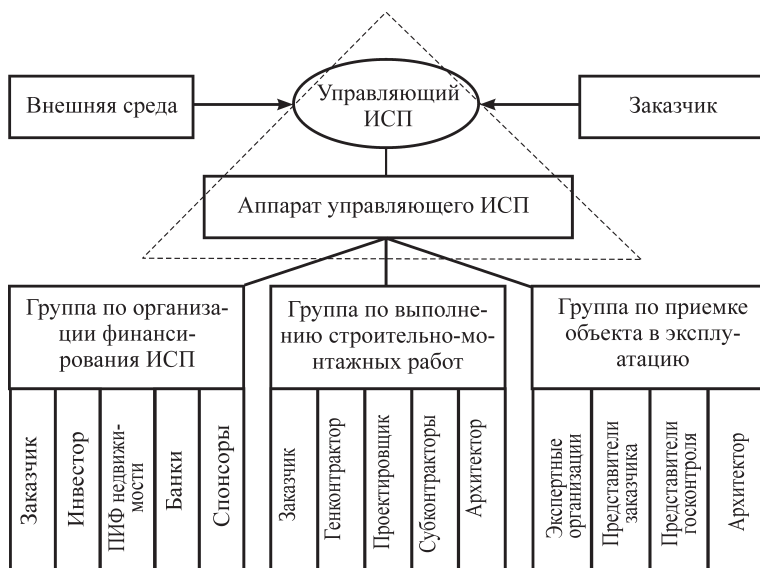 Внешняя среда
Управляющий
ИСП
Заказчик
Аппарат управляющего ИСП
Группа по организа-
ции финанси-
рования ИСП
Группа по выполне-
нию строительно-мо-
нтажных работ
Группа по приемке
объекта в эксплу-
атацию
Заказчик
Инвестор
ПИФ недвижи-
мости
Банки
Спонсоры
Заказчик
Генконтрактор
Проектировщик
Субконтракторы
Архитектор
Экспертные
организации
Представители
заказчика
Представители
госконтроля
Архитектор